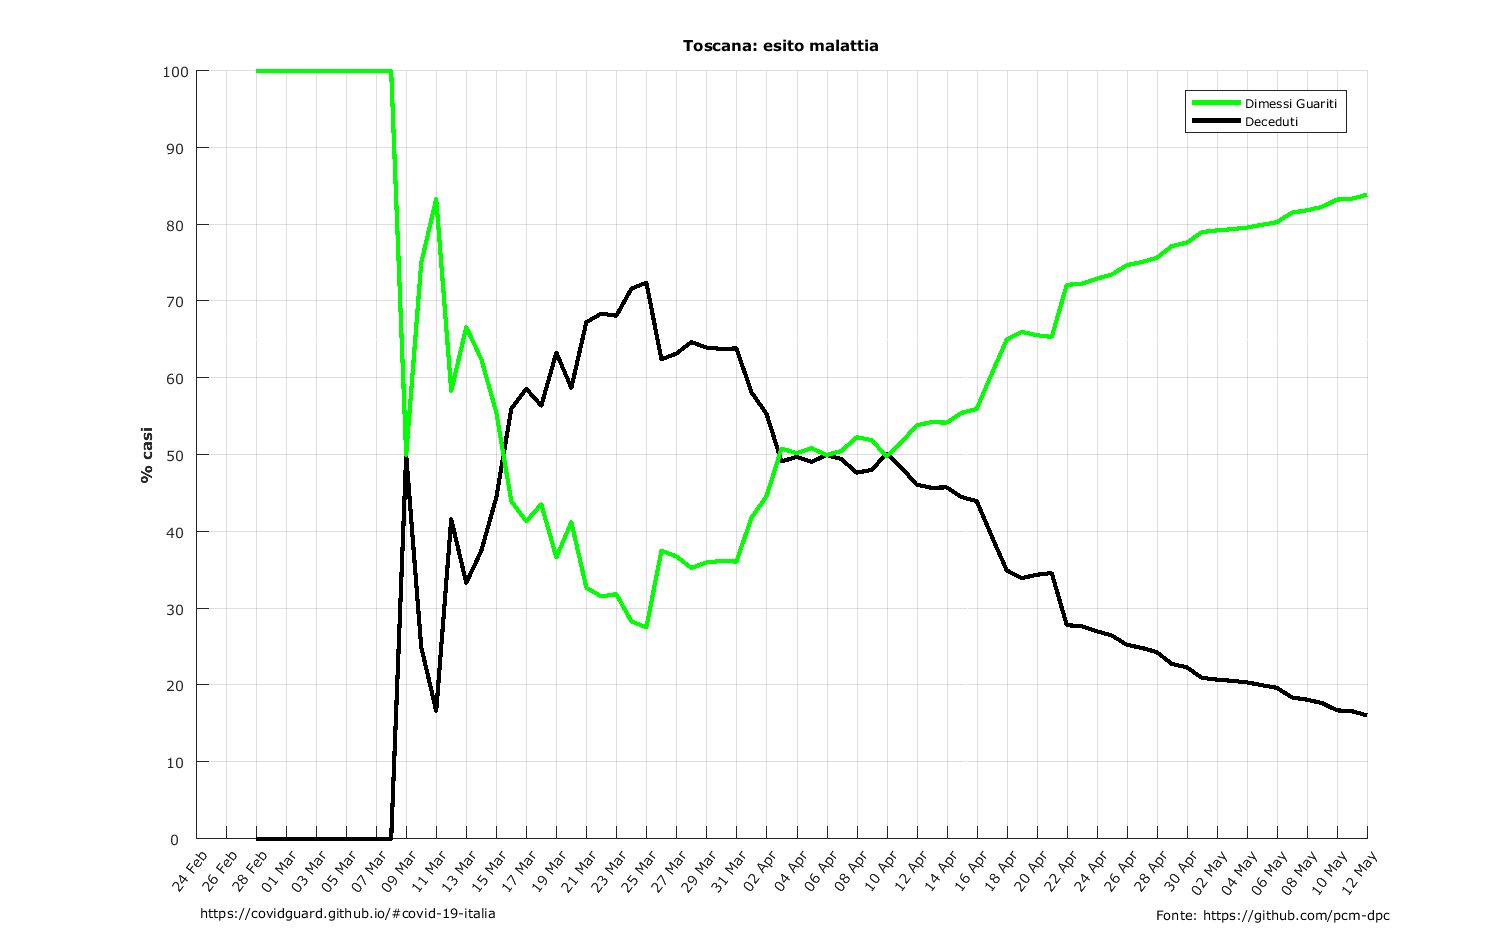 Toscana: esito malattia
100
90
80
70
60
50
40
30
20
10
0
% casi
Dimessi Guariti
Deceduti
24 Feb
26 Feb
28 Feb
01 Mar
03 Mar
05 Mar
07 Mar
09 Mar
11 Mar
13 Mar
15 Mar
17 Mar
19 Mar
21 Mar
23 Mar
25 Mar
27 Mar
29 Mar
31 Mar
02 Apr
04 Apr
06 Apr
08 Apr
10 Apr
12 Apr
14 Apr
16 Apr
18 Apr
20 Apr
22 Apr
24 Apr
26 Apr
28 Apr
30 Apr
02 May
04 May
06 May
08 May
10 May
12 May
https://covidguard.github.io/#covid-19-italia
Fonte: https://github.com/pcm-dpc